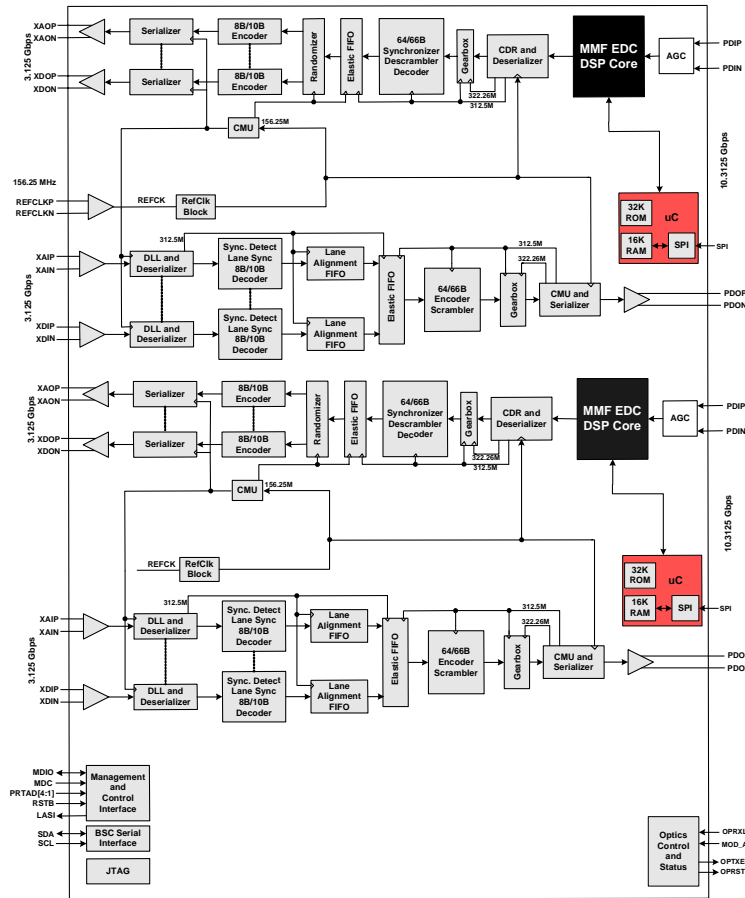 XAOP
XAON
3.125 Gbps
XDOP
XDON
Serializer
8B/10B
Encoder
Serializer
8B/10B
Encoder
Randomizer
Elastic FIFO
64/66B
Synchronizer
Descrambler
Decoder
Gearbox
CDR and
Deserializer
MMF EDC
DSP Core
AGC
PDIP
PDIN
322.26M
312.5M
CMU
156.25M
10.3125 Gbps
156.25 MHz
REFCLKP
REFCLKN
REFCK
RefClk
Block
32K
ROM
uC
16K
RAM
SPI
SPI
XAIP
XAIN
3.125 Gbps
XDIP
XDIN
312.5M
DLL and
Deserializer
Sync. Detect
Lane Sync
8B/10B
Decoder
Lane
Alignment
FIFO
DLL and
Deserializer
Sync. Detect
Lane Sync
8B/10B
Decoder
Lane
Alignment
FIFO
Elastic FIFO
64/66B
Encoder
Scrambler
Gearbox
312.5M
322.26M
CMU and
Serializer
PDOP
PDON
XAOP
XAON
3.125 Gbps
XDOP
XDON
Serializer
8B/10B
Encoder
Serializer
8B/10B
Encoder
Randomizer
Elastic FIFO
64/66B
Synchronizer
Descrambler
Decoder
Gearbox
CDR and
Deserializer
MMF EDC
DSP Core
AGC
PDIP
PDIN
322.26M
312.5M
CMU
156.25M
10.3125 Gbps
REFCK
RefClk
Block
32K
ROM
uC
16K
RAM
SPI
SPI
XAIP
XAIN
3.125 Gbps
XDIP
XDIN
312.5M
DLL and
Deserializer
Sync. Detect
Lane Sync
8B/10B
Decoder
Lane
Alignment
FIFO
DLL and
Deserializer
Sync. Detect
Lane Sync
8B/10B
Decoder
Lane
Alignment
FIFO
Elastic FIFO
64/66B
Encoder
Scrambler
Gearbox
312.5M
322.26M
CMU and
Serializer
PDO
PDO
MDIO
MDC
PRTAD[4:1]
RSTB
LASI
Management
and
Control
Interface
SDA
SCL
BSC Serial
Interface
JTAG
Optics
Control
and
Status
OPRXL
MOD_A
OPTXE
OPRST